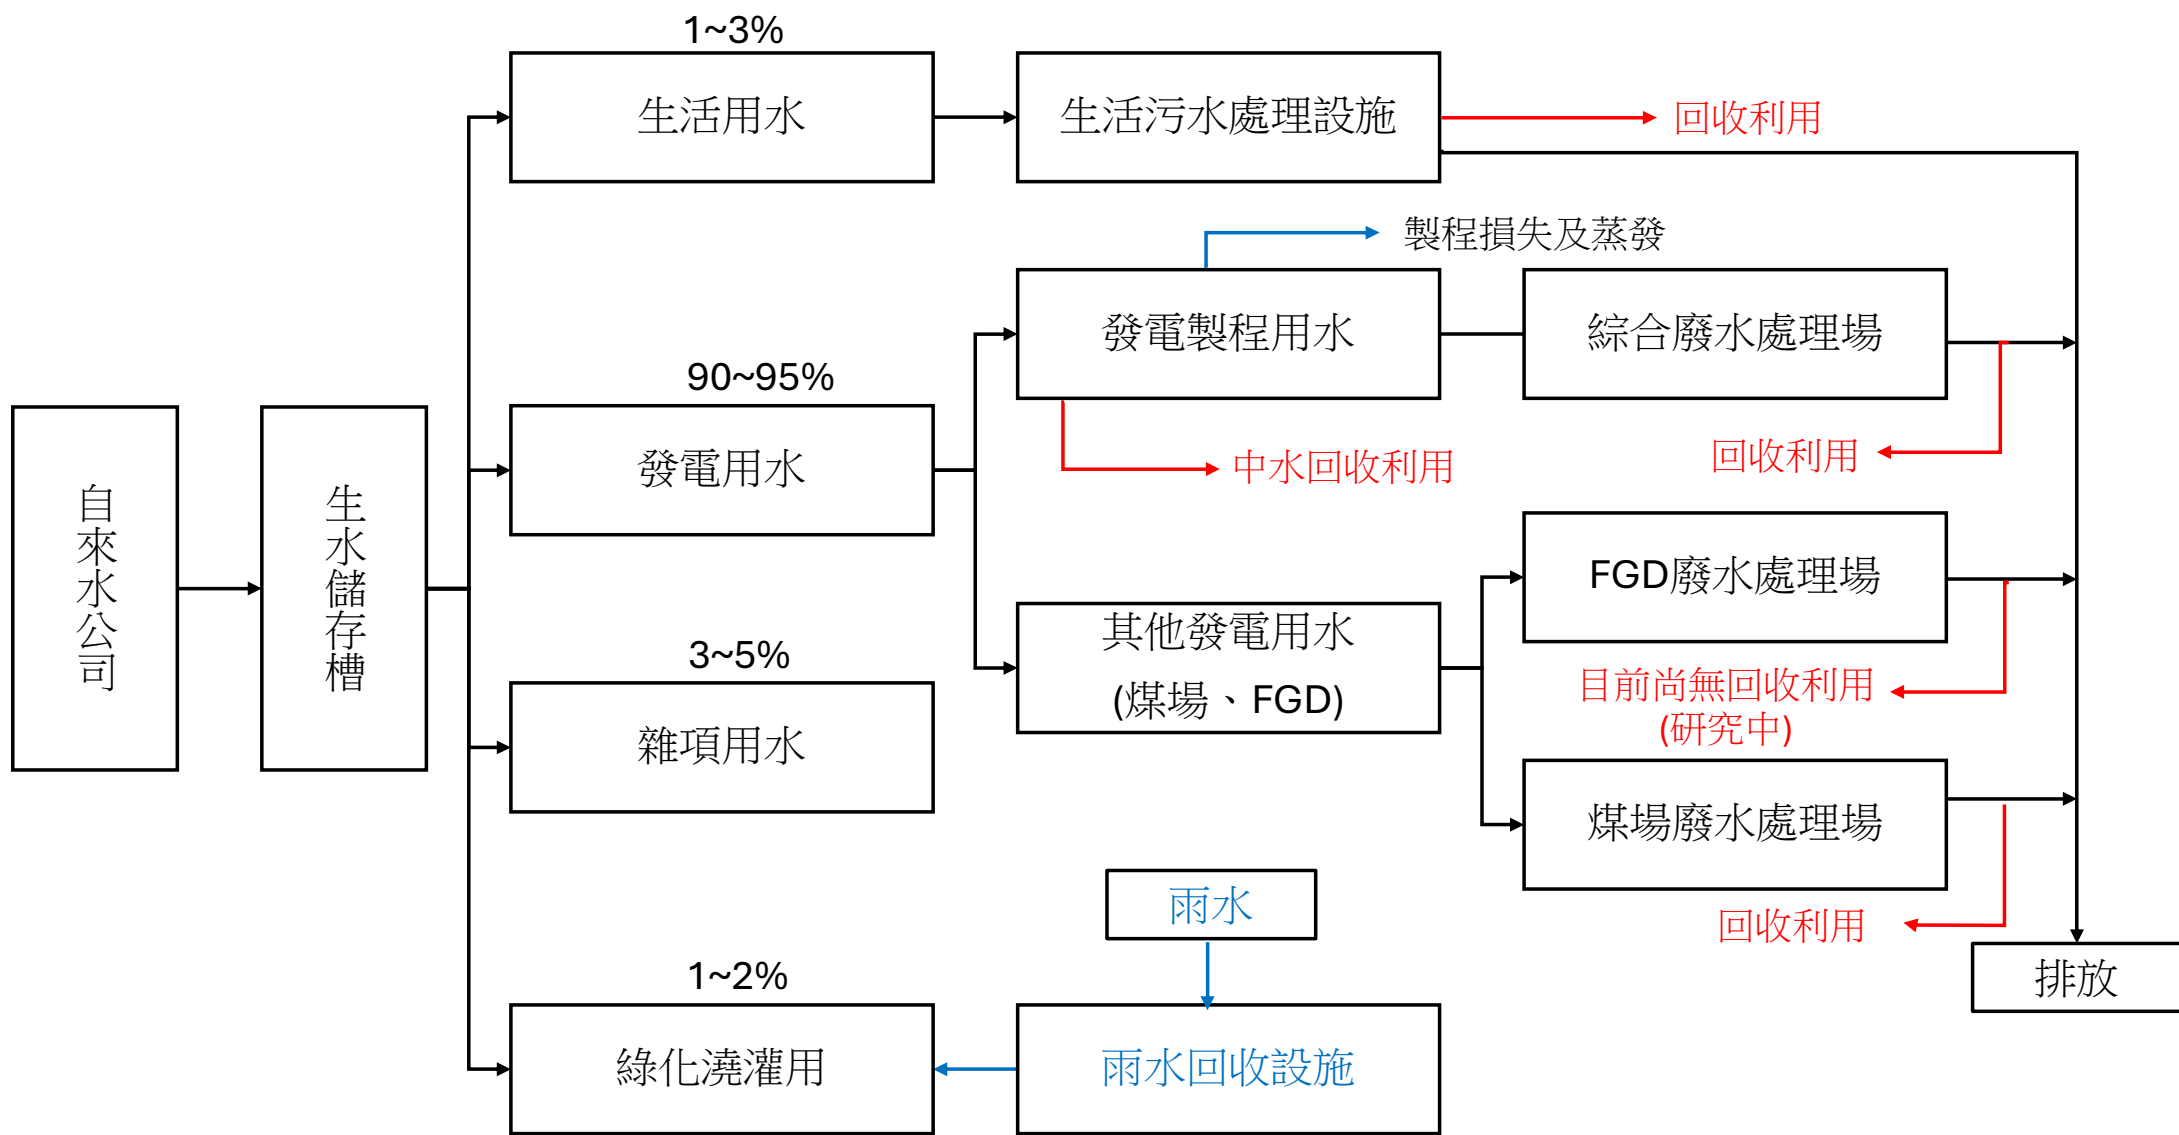 1~3%
生活用水
生活污水處理設施
回收利用
製程損失及蒸發
發電製程用水
綜合廢水處理場
90~95%
發電用水
中水回收利用
回收利用
自來水公司
生水儲存槽
FGD廢水處理場
其他發電用水
(煤場、FGD)
3~5%
雜項用水
目前尚無回收利用
(研究中)
煤場廢水處理場
雨水
回收利用
排放
1~2%
綠化澆灌用
雨水回收設施